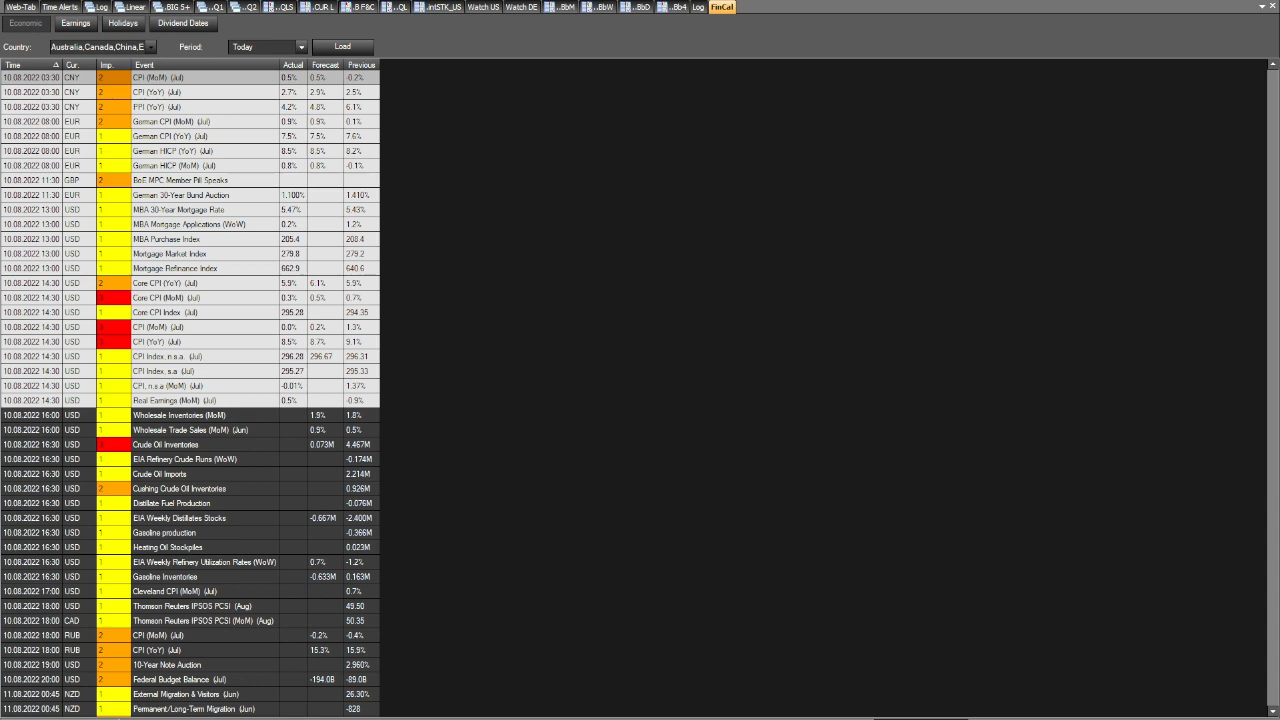 Web-Tab Time Alerts Log Linear ..BIG 5+ ..Q1 ..Q2 ..QLS ..CUR L ..B F&C ..QL .intSTK_US Watch US Watch DE ..BbM ..BbW ..BbD ..Bb4 Log FinCal
Economic Earnings Holidays Dividend Dates
Country: Australia,Canada,China,E Period: Today Load
Time Cur. Imp. Event Actual Forecast Previous
10.08.2022 03:30 CNY 2 CPI (MoM) (Jul) 0.5% 0.5% -0.2%
10.08.2022 03:30 CNY 2 CPI (YoY) (Jul) 2.7% 2.9% 2.5%
10.08.2022 03:30 CNY 2 PPI (YoY) (Jul) 4.2% 4.8% 6.1%
10.08.2022 08:00 EUR 2 German CPI (MoM) (Jul) 0.9% 0.9% 0.1%
10.08.2022 08:00 EUR 1 German CPI (YoY) (Jul) 7.5% 7.5% 7.6%
10.08.2022 08:00 EUR 1 German HICP (YoY) (Jul) 8.5% 8.5% 8.2%
10.08.2022 08:00 EUR 1 German HICP (MoM) (Jul) 0.8% 0.8% -0.1%
10.08.2022 11:30 GBP 2 BoE MPC Member Pill Speaks
10.08.2022 11:30 EUR 1 German 30-Year Bund Auction 1.100% 1.410%
10.08.2022 13:00 USD 1 MBA 30-Year Mortgage Rate 5.47% 5.43%
10.08.2022 13:00 USD 1 MBA Mortgage Applications (WoW) 0.2% 1.2%
10.08.2022 13:00 USD 1 MBA Purchase Index 205.4 208.4
10.08.2022 13:00 USD 1 Mortgage Market Index 279.8 279.2
10.08.2022 13:00 USD 1 Mortgage Refinance Index 662.9 640.6
10.08.2022 14:30 USD 2 Core CPI (YoY) (Jul) 5.9% 6.1% 5.9%
10.08.2022 14:30 USD 3 Core CPI (MoM) (Jul) 0.3% 0.5% 0.7%
10.08.2022 14:30 USD 1 Core CPI Index (Jul) 295.28 294.35
10.08.2022 14:30 USD 3 CPI (MoM) (Jul) 0.0% 0.2% 1.3%
10.08.2022 14:30 USD 3 CPI (YoY) (Jul) 8.5% 8.7% 9.1%
10.08.2022 14:30 USD 1 CPI Index, n.s.a. (Jul) 296.28 296.67 296.31
10.08.2022 14:30 USD 1 CPI Index, s.a (Jul) 295.27 295.33
10.08.2022 14:30 USD 1 CPI, n.s.a (MoM) (Jul) -0.01% 1.37%
10.08.2022 14:30 USD 1 Real Earnings (MoM) (Jul) 0.5% -0.9%
10.08.2022 16:00 USD 1 Wholesale Inventories (MoM) 1.9% 1.8%
10.08.2022 16:00 USD 1 Wholesale Trade Sales (MoM) (Jun) 0.9% 0.5%
10.08.2022 16:30 USD 3 Crude Oil Inventories 0.073M 4.467M
10.08.2022 16:30 USD 1 EIA Refinery Crude Runs (WoW) -0.174M
10.08.2022 16:30 USD 1 Crude Oil Imports 2.214M
10.08.2022 16:30 USD 2 Cushing Crude Oil Inventories 0.926M
10.08.2022 16:30 USD 1 Distillate Fuel Production -0.076M
10.08.2022 16:30 USD 1 EIA Weekly Distillates Stocks -0.667M -2.400M
10.08.2022 16:30 USD 1 Gasoline production -0.366M
10.08.2022 16:30 USD 1 Heating Oil Stockpiles 0.023M
10.08.2022 16:30 USD 1 EIA Weekly Refinery Utilization Rates (WoW) 0.7% -1.2%
10.08.2022 16:30 USD 1 Gasoline Inventories -0.633M 0.163M
10.08.2022 17:00 USD 1 Cleveland CPI (MoM) (Jul) 0.7%
10.08.2022 18:00 USD 1 Thomson Reuters IPSOS PCSI (Aug) 49.50
10.08.2022 18:00 CAD 1 Thomson Reuters IPSOS PCSI (MoM) (Aug) 50.35
10.08.2022 18:00 RUB 2 CPI (MoM) (Jul) -0.2% -0.4%
10.08.2022 18:00 RUB 2 CPI (YoY) (Jul) 15.3% 15.9%
10.08.2022 19:00 USD 2 10-Year Note Auction 2.960%
10.08.2022 20:00 USD 2 Federal Budget Balance (Jul) -194.0B -89.0B
11.08.2022 00:45 NZD 1 External Migration & Visitors (Jun) 26.30%
11.08.2022 00:45 NZD 1 Permanent/Long-Term Migration (Jun) -828